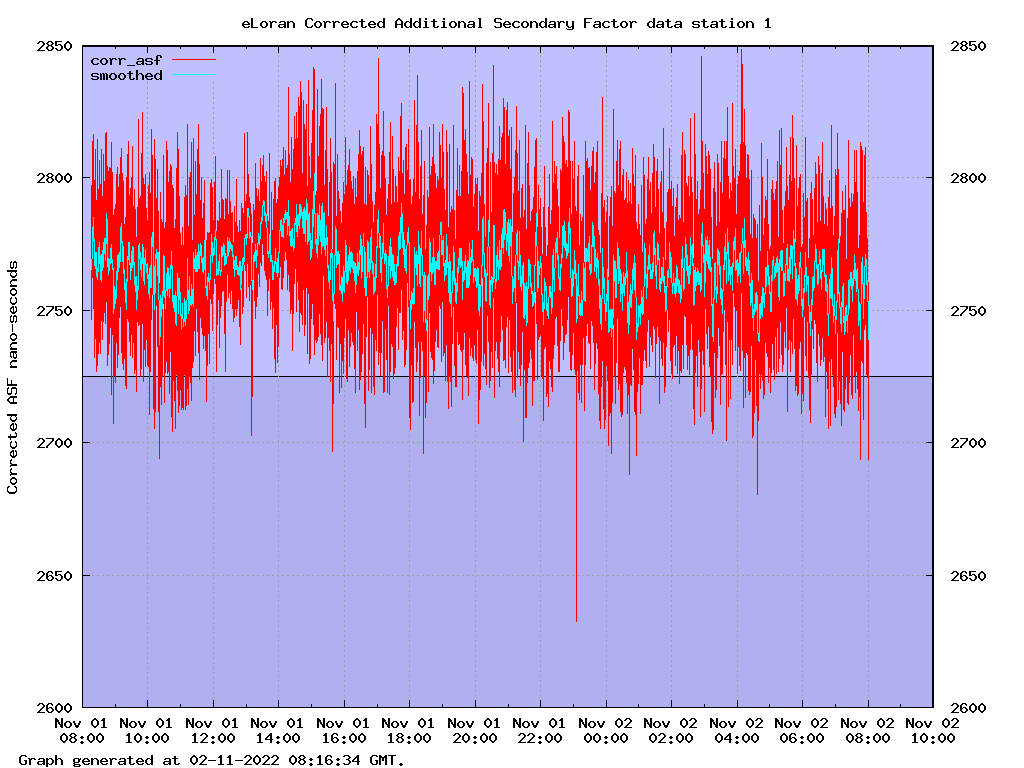 eLoran Corrected Additional Secondary Factor data station 1
2850 2850
corr_asf
smoothed
2800 2800
2750 2750
Corrected ASF nano-seconds
2700 2700
2650 2650
2600 2600
Nov 01 Nov 01 Nov 01 Nov 01 Nov 01 Nov 01 Nov 01 Nov 01 Nov 02 Nov 02 Nov 02 Nov 02 Nov 02 Nov 02
08:00 10:00 12:00 14:00 16:00 18:00 20:00 22:00 00:00 02:00 04:00 06:00 08:00 10:00
Graph generated at 02-11-2022 08:16:34 GMT.